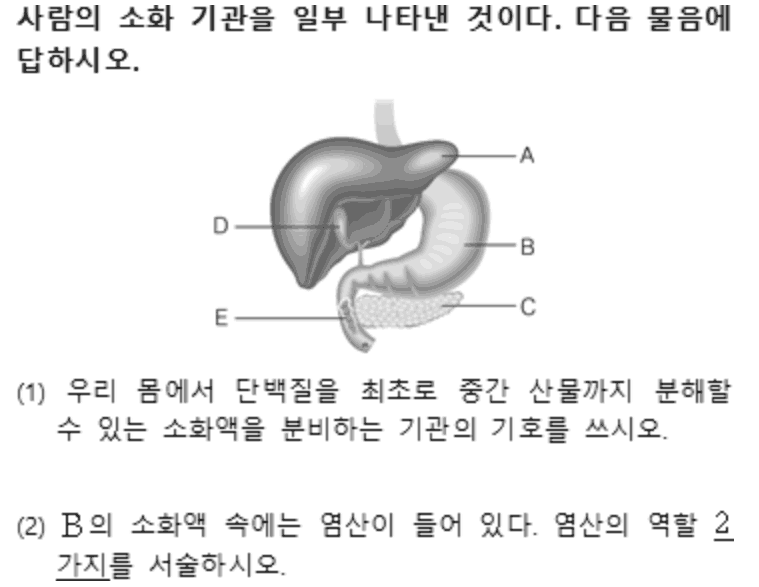 사람의 소화 기관을 일부 나타낸 것이다. 다음 물음에
답하시오.
A
D
B
C
E
(1) 우리 몸에서 단백질을 최초로 중간 산물까지 분해할
수 있는 소화액을 분비하는 기관의 기호를 쓰시오.
(2) B의 소화액 속에는 염산이 들어 있다. 염산의 역할 2
가지를 서술하시오.